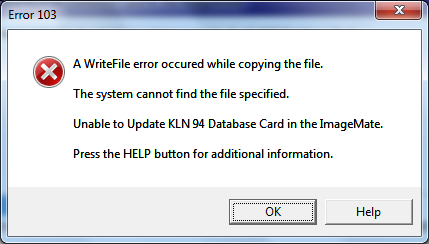 Error 103
A WriteFile error occured while copying the file.
The system cannot find the file specified.
Unable to Update KLN 94 Database Card in the ImageMate.
Press the HELP button for additional information.
OK Help